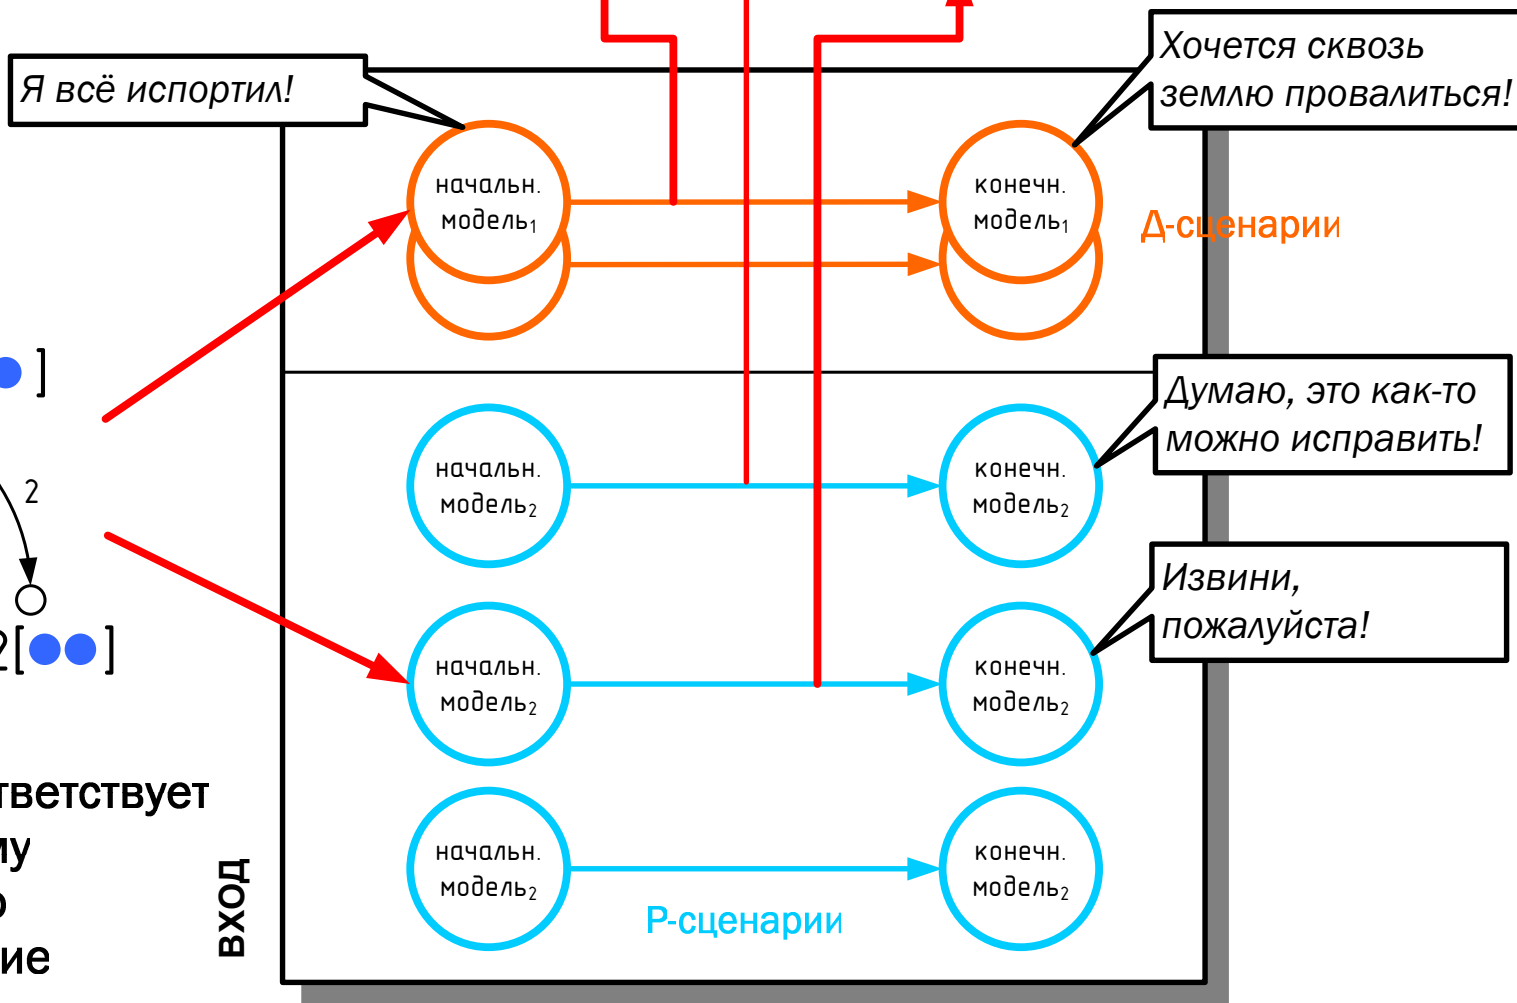 Я всё испортил!
Хочется сквозь
землю провалиться!
начальн.
модель₁
конечн.
модель₁
Д-сценарии
]
Думаю, это как-то
можно исправить!
начальн.
модель₂
конечн.
модель₂
2
Извини,
пожалуйста!
2[ ]
начальн.
модель₂
конечн.
модель₂
тветствует
му
о
ие
ВХОД
начальн.
модель₂
конечн.
модель₂
Р-сценарии